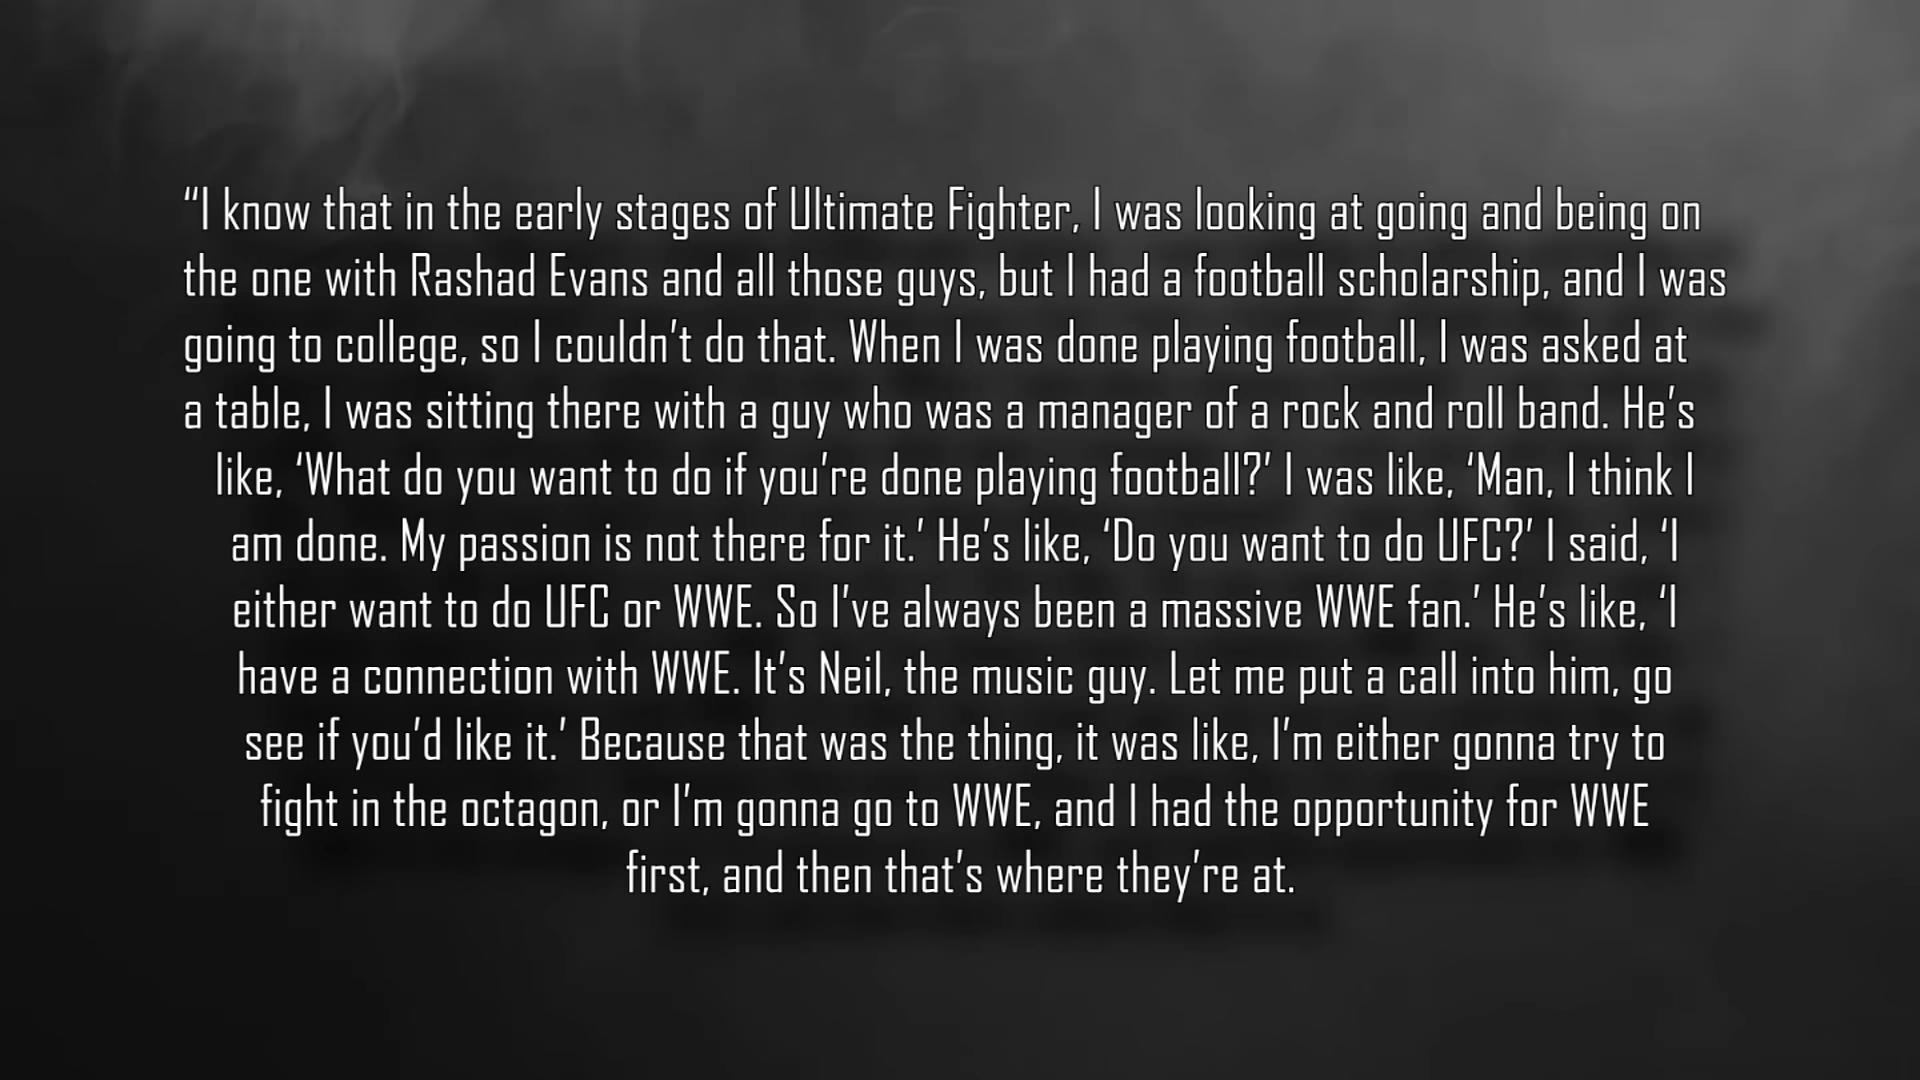 “I know that in the early stages of Ultimate Fighter, I was looking at going and being on
the one with Rashad Evans and all those guys, but I had a football scholarship, and I was
going to college, so I couldn’t do that. When I was done playing football, I was asked at
a table, I was sitting there with a guy who was a manager of a rock and roll band. He’s
like, ‘What do you want to do if you’re done playing football?’ I was like, ‘Man, I think I
am done. My passion is not there for it.’ He’s like, ‘Do you want to do UFC?’ I said, ‘I
either want to do UFC or WWE. So I’ve always been a massive WWE fan.’ He’s like, ‘I
have a connection with WWE. It’s Neil, the music guy. Let me put a call into him, go
see if you’d like it.’ Because that was the thing, it was like, I’m either gonna try to
fight in the octagon, or I’m gonna go to WWE, and I had the opportunity for WWE
first, and then that’s where they’re at.